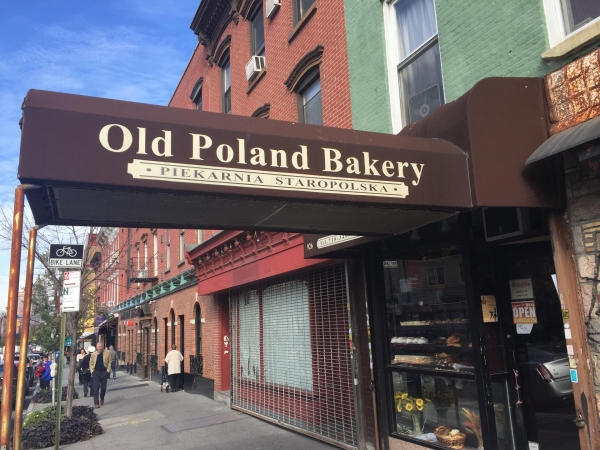 Old Poland Bakery
• PIEKARNIA STAROPOLSKA •
BIKE LANE
OPEN